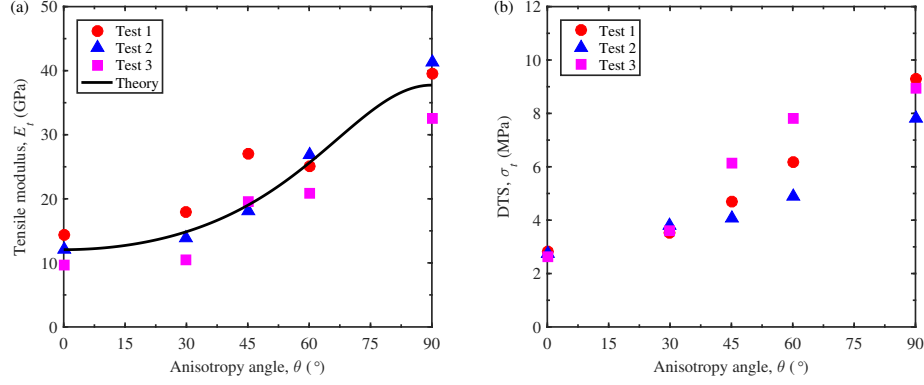 (a)
Test 1
Test 2
Test 3
Theory
50
40
30
20
10
0
Tensile modulus, E_t (GPa)
0 15 30 45 60 75 90
Anisotropy angle, θ (°)
(b)
Test 1
Test 2
Test 3
12
10
8
6
4
2
0
DTS, σ_t (MPa)
0 15 30 45 60 75 90
Anisotropy angle, θ (°)